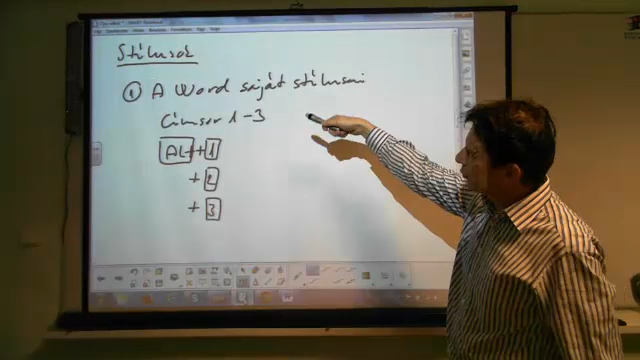 Stílusok
① A Word saját stílusai
Címsor 1-3
Alt + 1
+ 2
+ 3